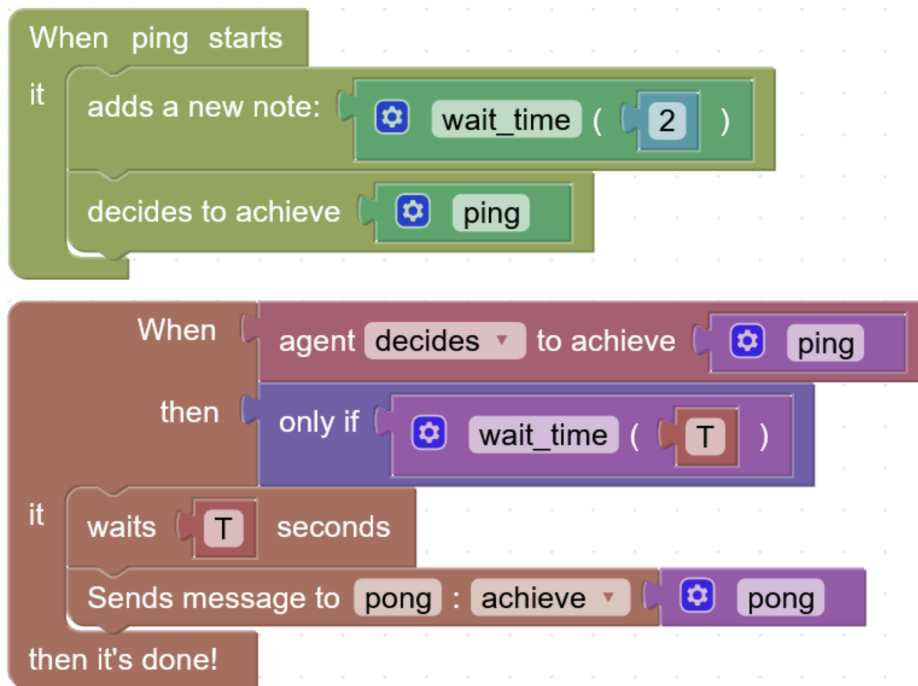 When ping starts
it
adds a new note: wait_time ( 2 )
decides to achieve ping
When agent decides to achieve ping
then only if wait_time ( T )
it
waits T seconds
Sends message to pong : achieve pong
then it's done!